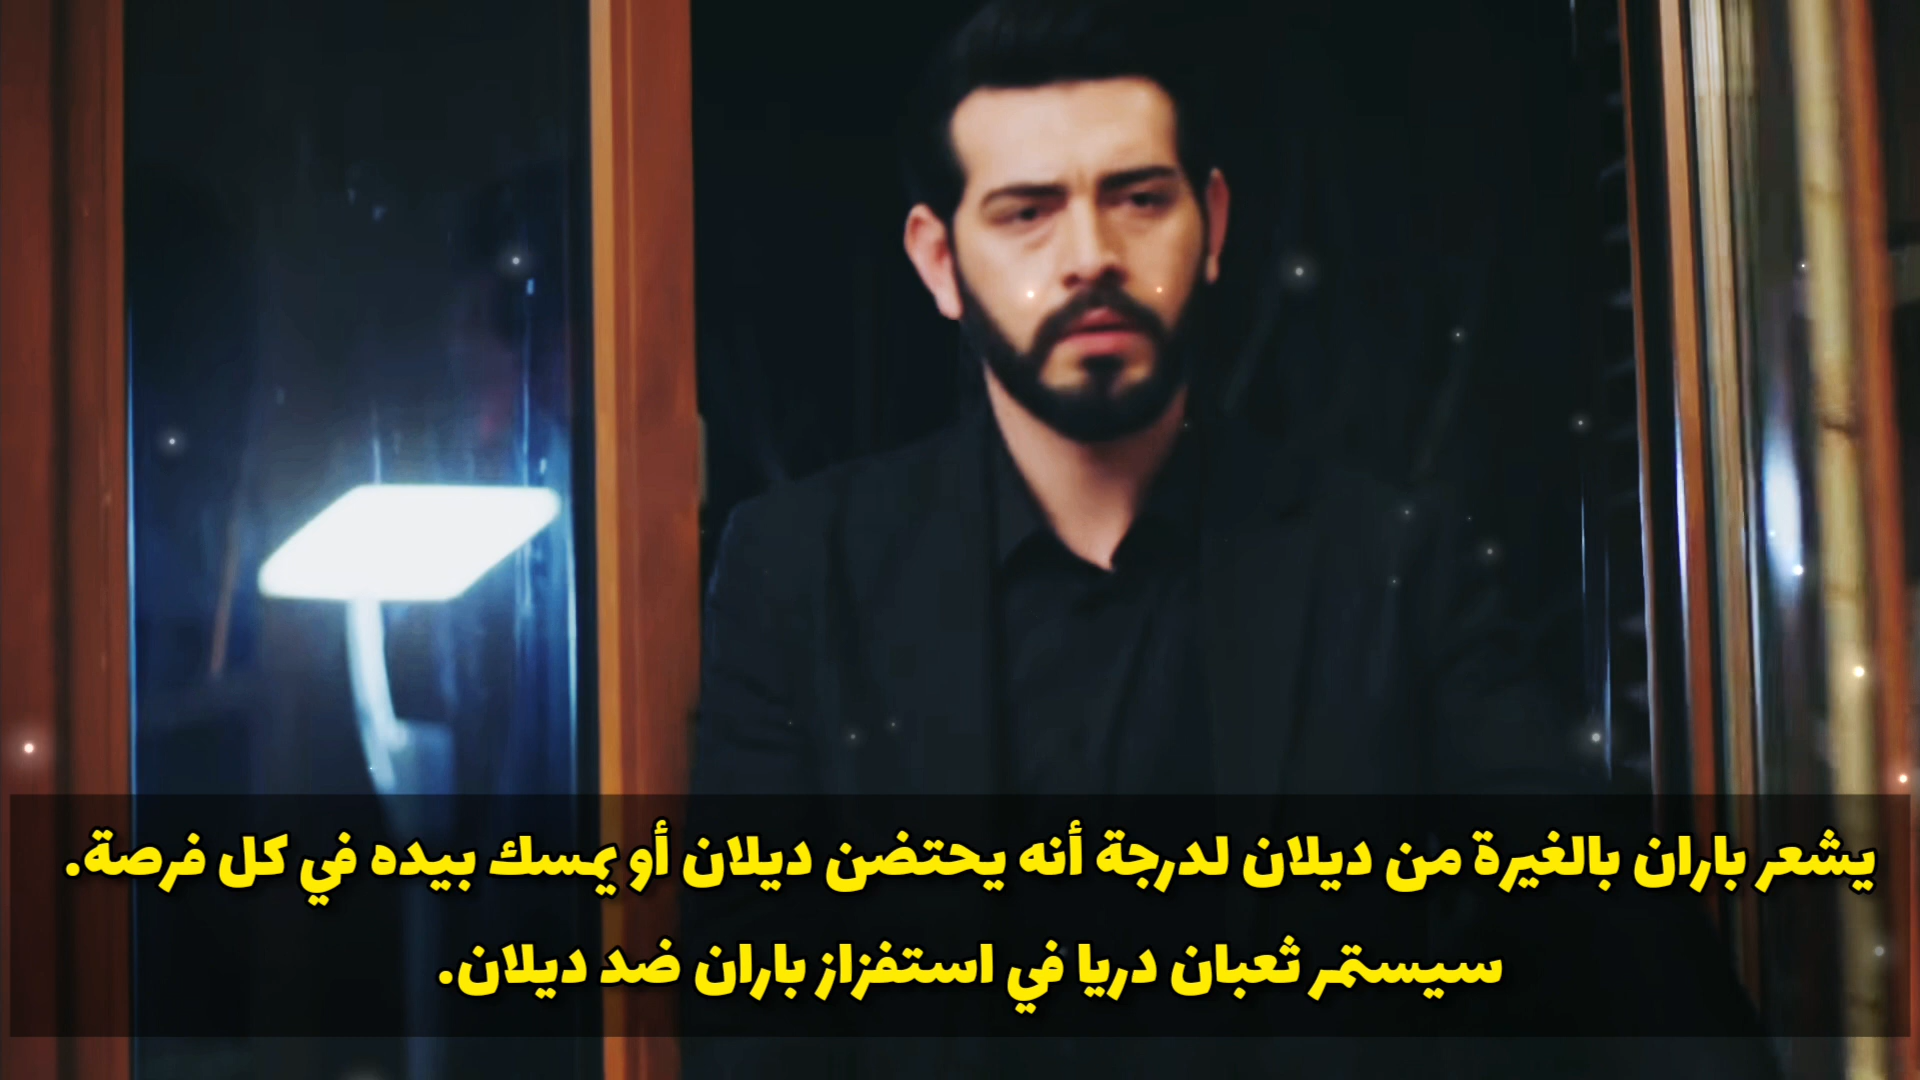 يشعر باران بالغيرة من ديلان لدرجة أنه يحتضن ديلان أو يمسك بيده في كل فرصة.
سيستمر ثعبان دريا في استفزاز باران ضد ديلان.